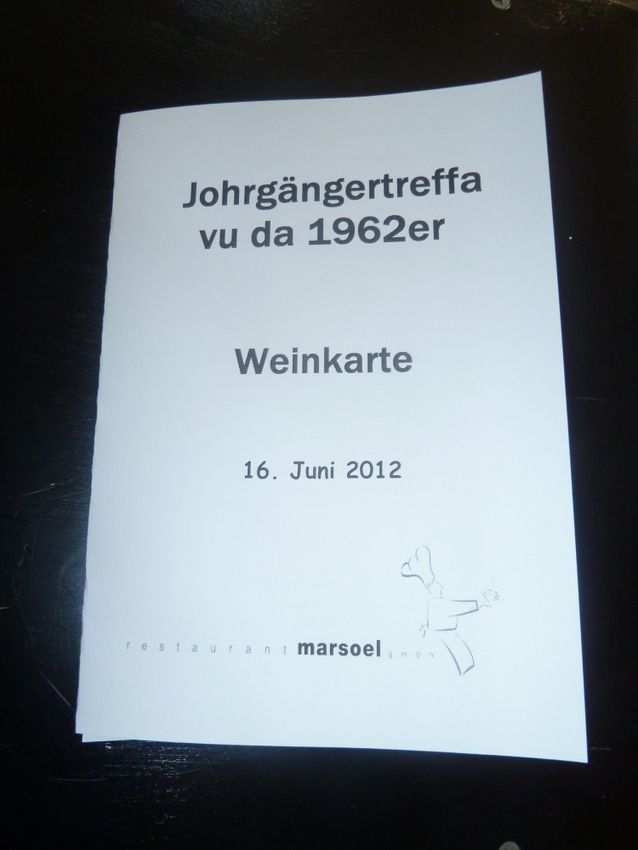 Johrgängertreffa
vu da 1962er
Weinkarte
16. Juni 2012
restaurant marsoel gmbh